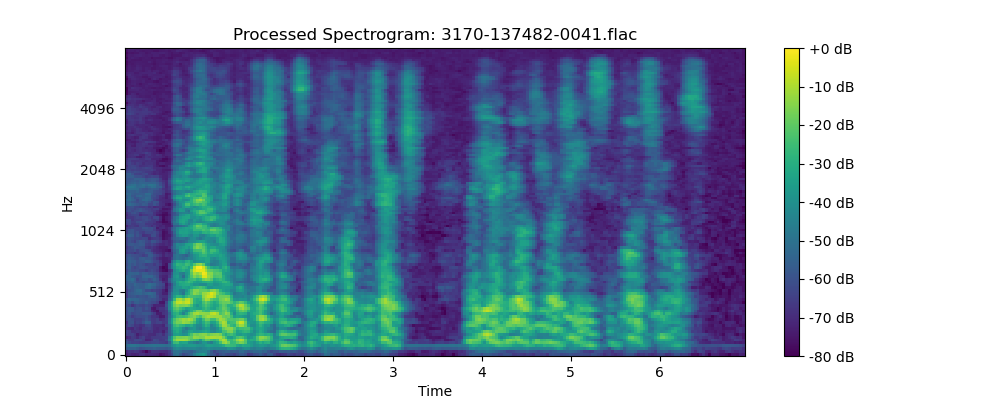 Processed Spectrogram: 3170-137482-0041.flac
Hz
4096
2048
1024
512
0
0 1 2 3 4 5 6
Time
+0 dB
-10 dB
-20 dB
-30 dB
-40 dB
-50 dB
-60 dB
-70 dB
-80 dB